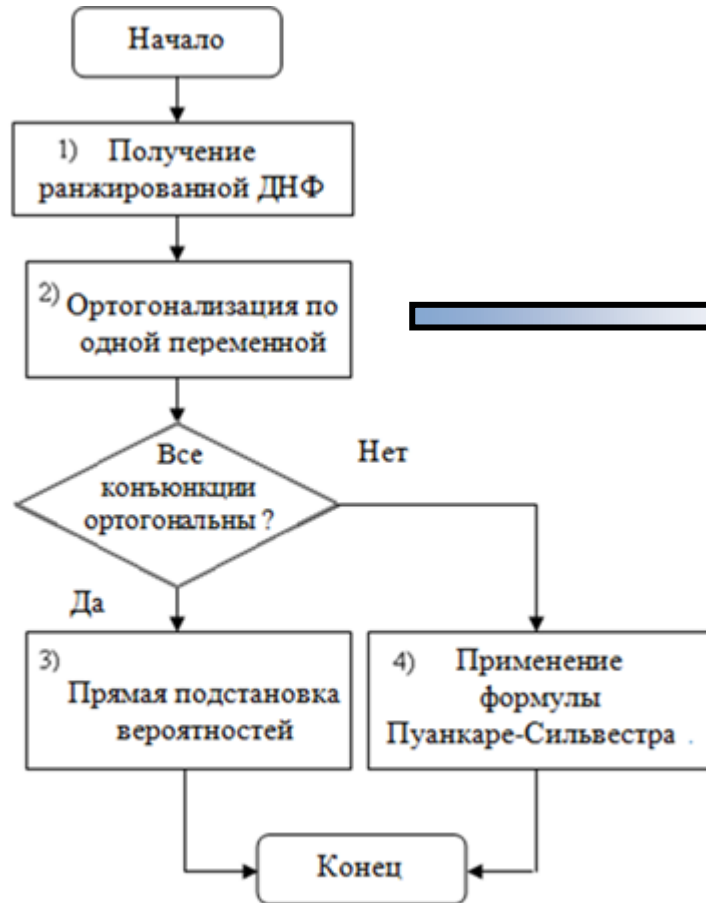 Начало
1) Получение
ранжированной ДНФ
2) Ортогонализация по
одной переменной
Все
конъюнкции
ортогональны ?
Нет
Да
3)
Прямая подстановка
вероятностей
4) Применение
формулы
Пуанкаре-Сильвестра .
Конец